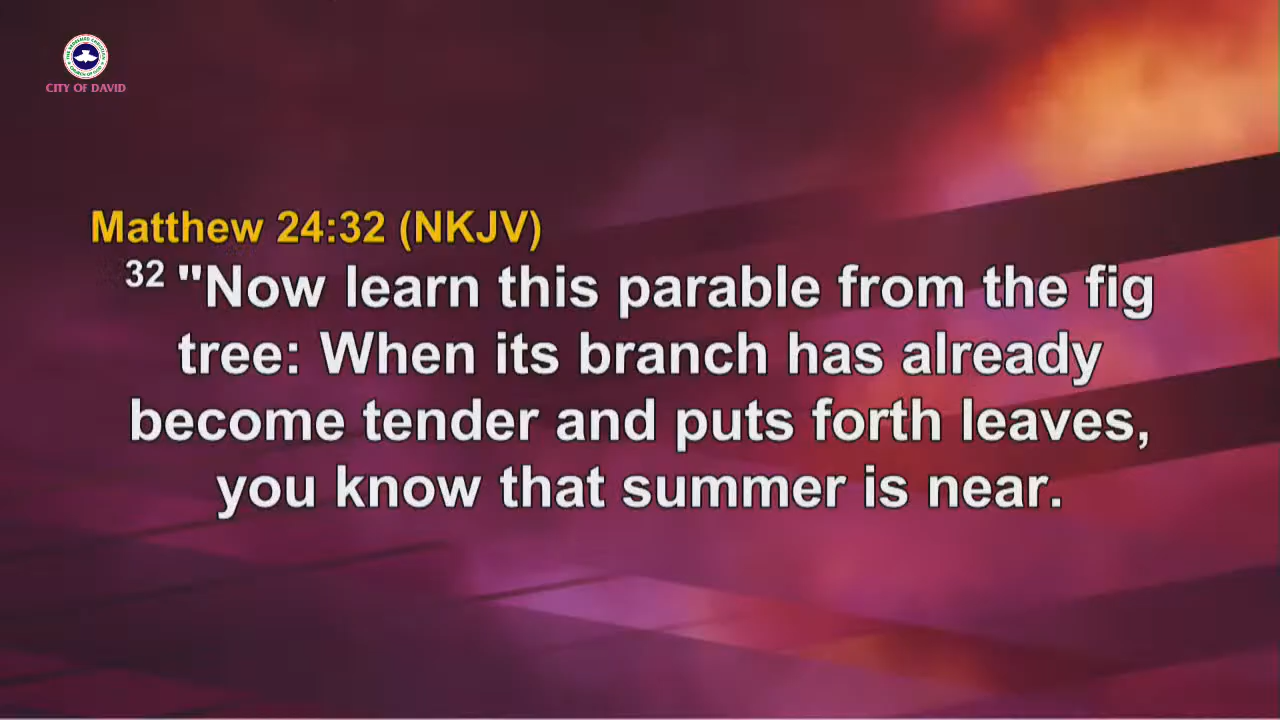 CITY OF DAVID
Matthew 24:32 (NKJV)
32 "Now learn this parable from the fig
tree: When its branch has already
become tender and puts forth leaves,
you know that summer is near.